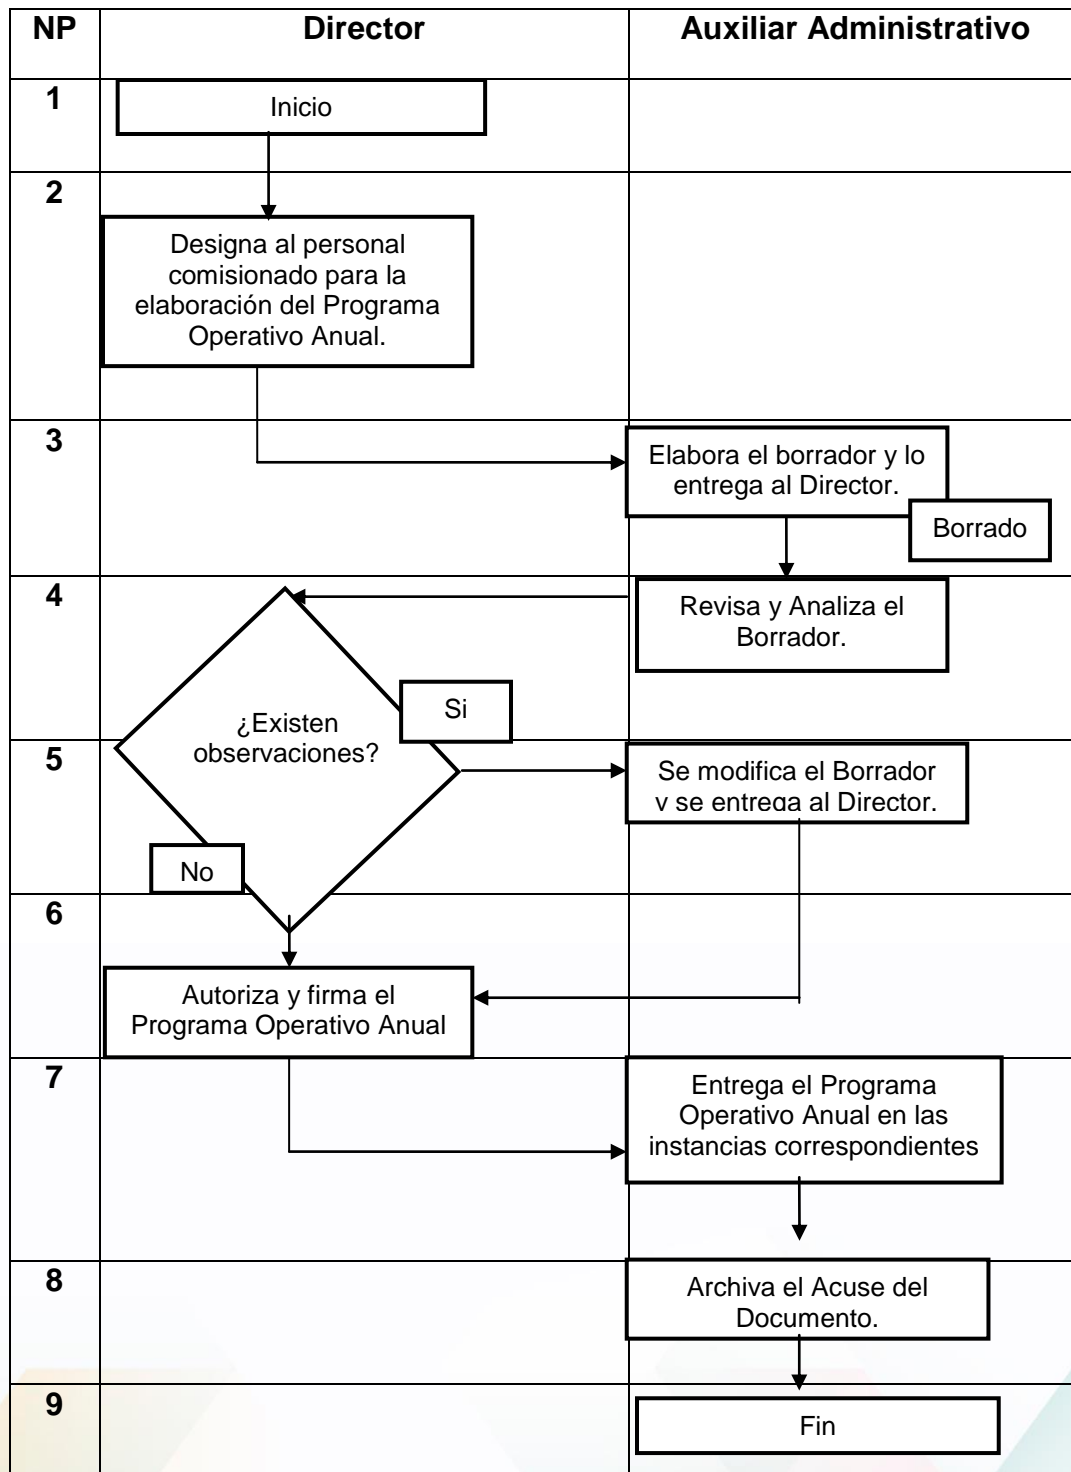 NP Director Auxiliar Administrativo
1
Inicio
2
Designa al personal
comisionado para la
elaboración del Programa
Operativo Anual.
3
Elabora el borrador y lo
entrega al Director.
Borrado
4
Revisa y Analiza el
Borrador.
¿Existen
observaciones?
Si
5
Se modifica el Borrador
y se entrega al Director.
No
6
Autoriza y firma el
Programa Operativo Anual
7
Entrega el Programa
Operativo Anual en las
instancias correspondientes
8
Archiva el Acuse del
Documento.
9
Fin